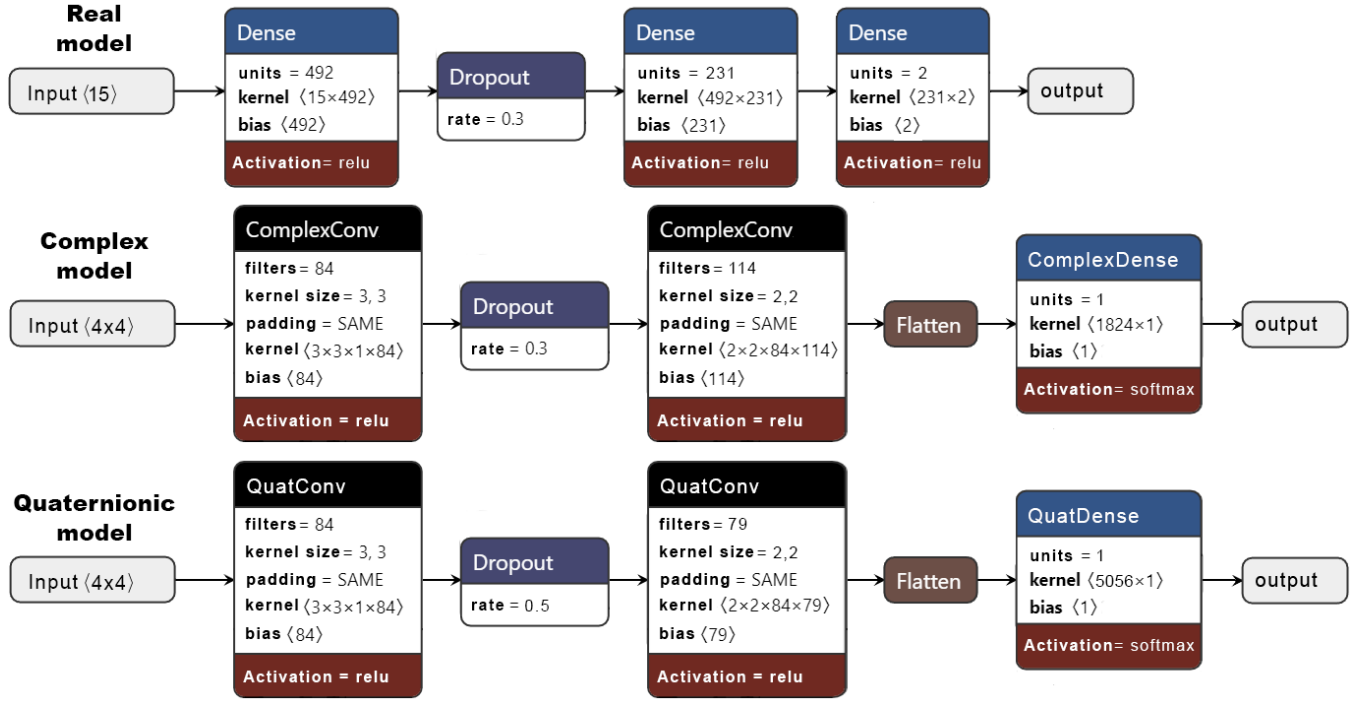 Real
model
Input ⟨15⟩
Dense
units = 492
kernel ⟨15×492⟩
bias ⟨492⟩
Activation= relu
Dropout
rate = 0.3
Dense
units = 231
kernel ⟨492×231⟩
bias ⟨231⟩
Activation= relu
Dense
units = 2
kernel ⟨231×2⟩
bias ⟨2⟩
Activation= relu
output
Complex
model
Input ⟨4x4⟩
ComplexConv
filters= 84
kernel size= 3, 3
padding = SAME
kernel ⟨3×3×1×84⟩
bias ⟨84⟩
Activation = relu
Dropout
rate = 0.3
ComplexConv
filters= 114
kernel size= 2,2
padding = SAME
kernel ⟨2×2×84×114⟩
bias ⟨114⟩
Activation = relu
Flatten
ComplexDense
units = 1
kernel ⟨1824×1⟩
bias ⟨1⟩
Activation= softmax
output
Quaternionic
model
Input ⟨4x4⟩
QuatConv
filters= 84
kernel size= 3, 3
padding = SAME
kernel ⟨3×3×1×84⟩
bias ⟨84⟩
Activation = relu
Dropout
rate = 0.5
QuatConv
filters= 79
kernel size= 2,2
padding = SAME
kernel ⟨2×2×84×79⟩
bias ⟨79⟩
Activation = relu
Flatten
QuatDense
units = 1
kernel ⟨5056×1⟩
bias ⟨1⟩
Activation= softmax
output